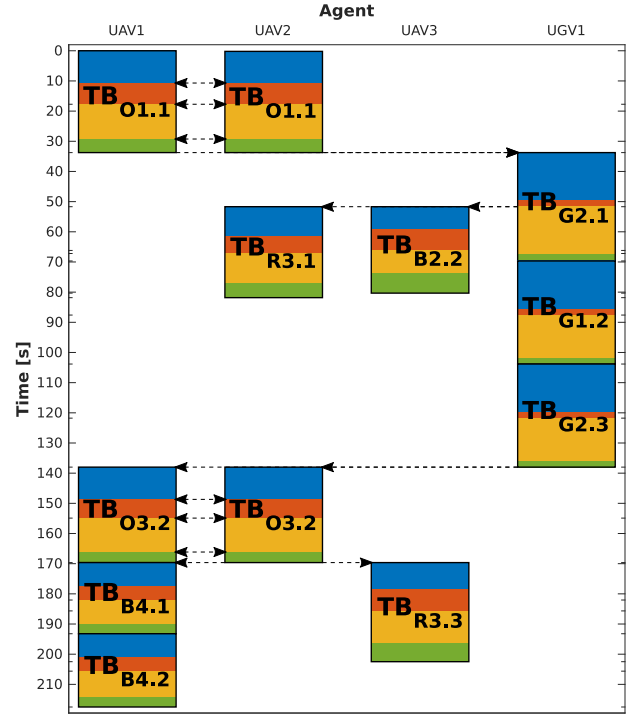 Agent
UAV1 UAV2 UAV3 UGV1
Time [s]
0
10
20
30
40
50
60
70
80
90
100
110
120
130
140
150
160
170
180
190
200
210
TB O1.1
TB O1.1
TB G2.1
TB R3.1
TB B2.2
TB G1.2
TB G2.3
TB O3.2
TB O3.2
TB B4.1
TB R3.3
TB B4.2